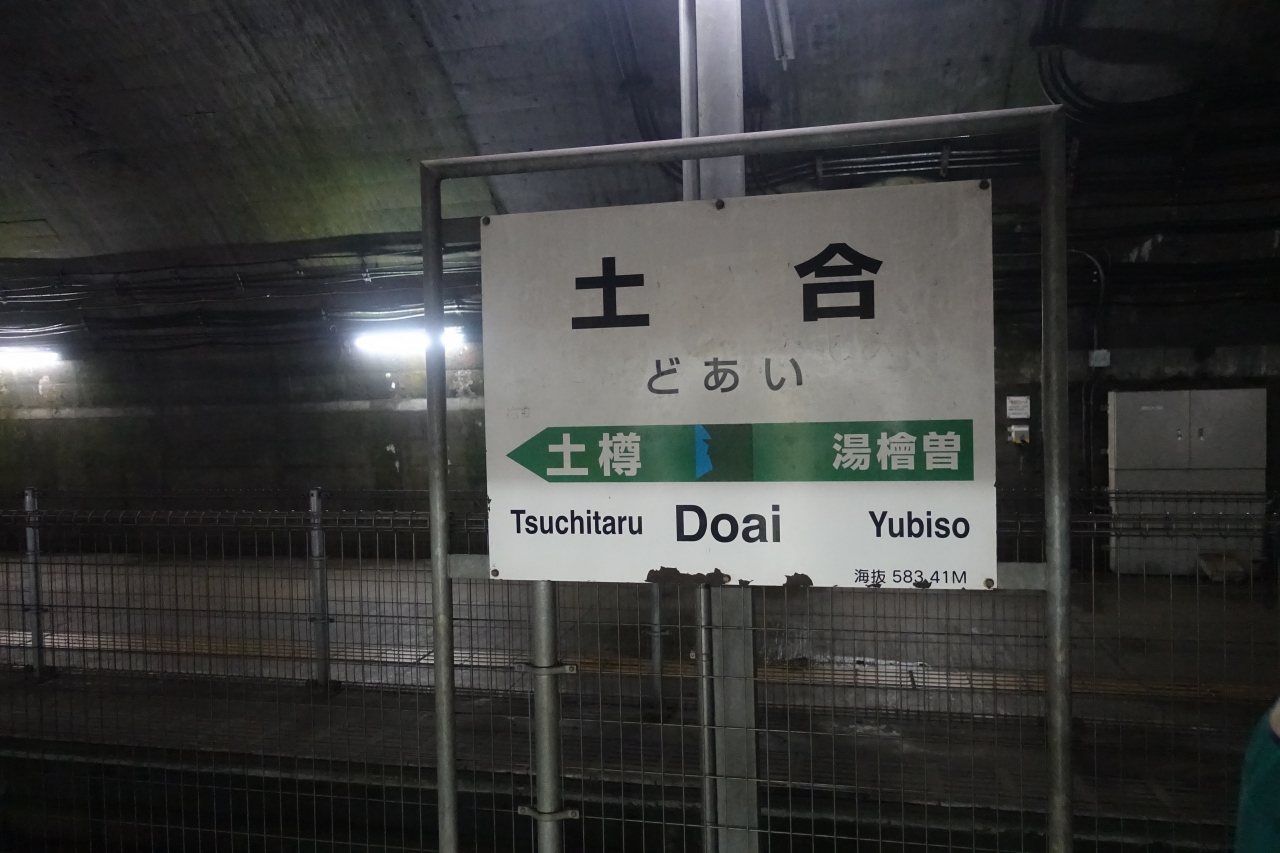 土合
どあい
土樽 湯檜曽
Tsuchitaru Doai Yubiso
海抜 583.41M